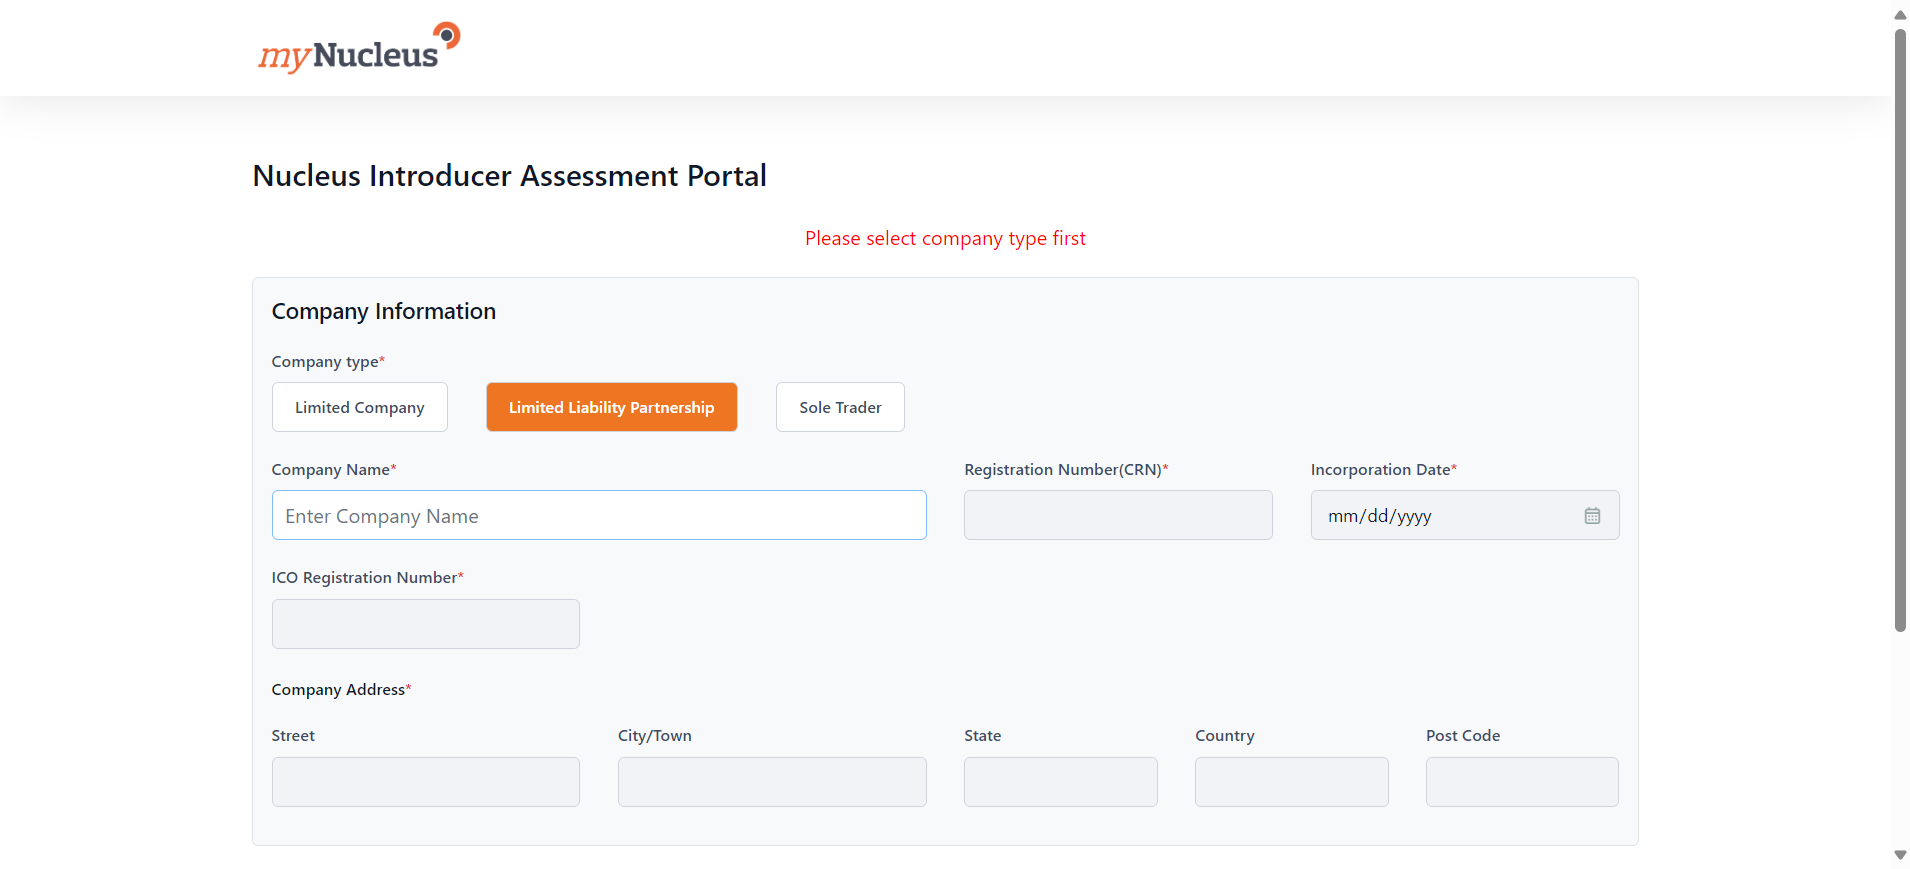 myNucleus
Nucleus Introducer Assessment Portal
Please select company type first
Company Information
Company type*
Limited Company
Limited Liability Partnership
Sole Trader
Company Name*
Registration Number(CRN)*
Incorporation Date*
Enter Company Name
mm/dd/yyyy
ICO Registration Number*
Company Address*
Street
City/Town
State
Country
Post Code